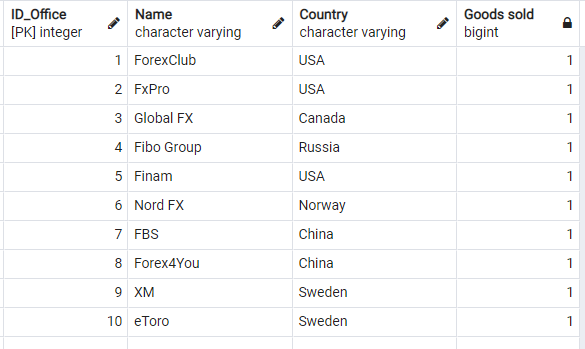 ID_Office Name Country Goods sold
[PK] integer character varying character varying bigint
1 ForexClub USA 1
2 FxPro USA 1
3 Global FX Canada 1
4 Fibo Group Russia 1
5 Finam USA 1
6 Nord FX Norway 1
7 FBS China 1
8 Forex4You China 1
9 XM Sweden 1
10 eToro Sweden 1